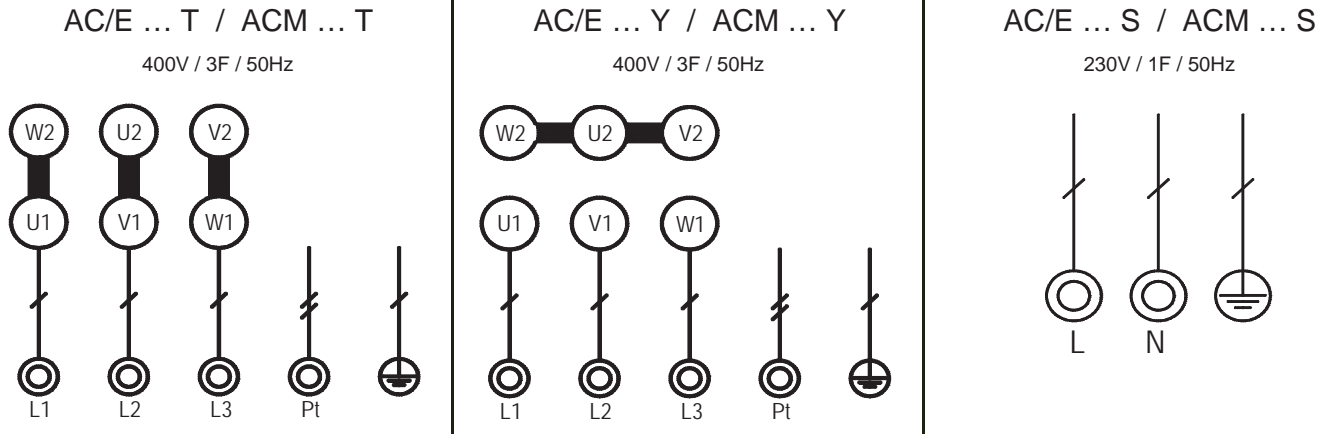 AC/E ... T / ACM ... T
400V / 3F / 50Hz
W2 U2 V2
U1 V1 W1
L1 L2 L3 Pt
AC/E ... Y / ACM ... Y
400V / 3F / 50Hz
W2 U2 V2
U1 V1 W1
L1 L2 L3 Pt
AC/E ... S / ACM ... S
230V / 1F / 50Hz
L N